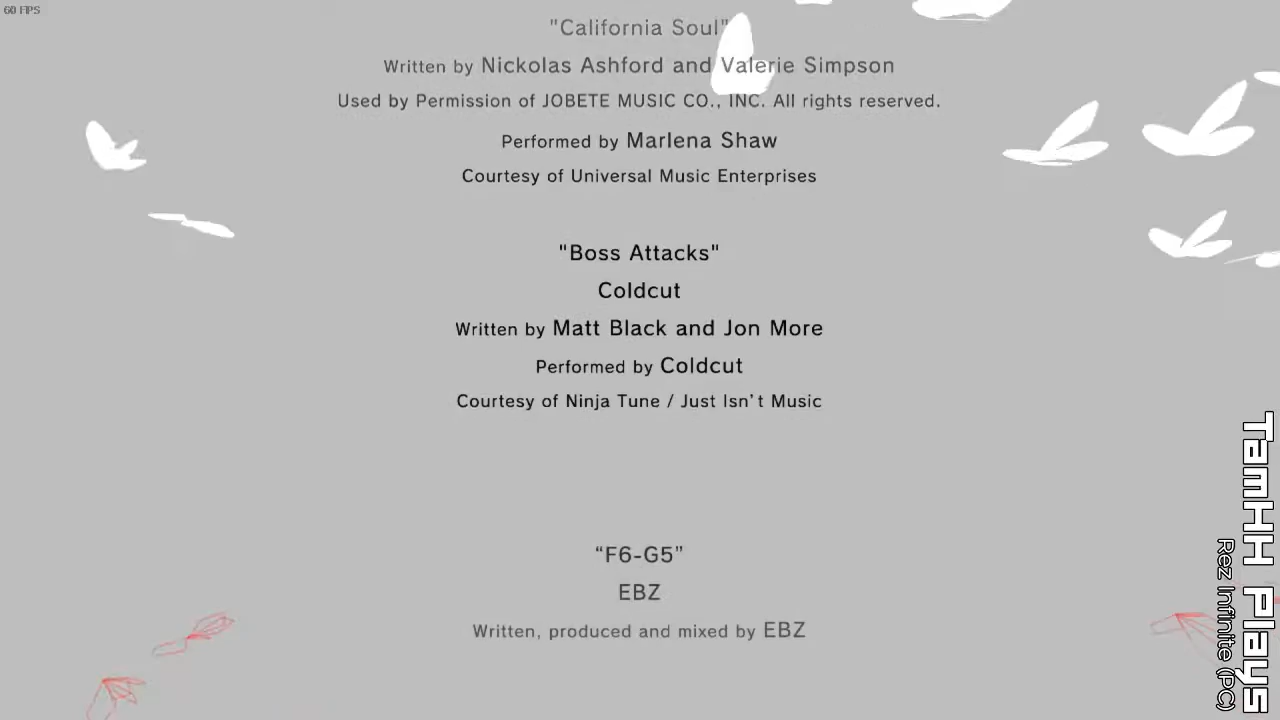 60 FPS
"California Soul"
Written by Nickolas Ashford and Valerie Simpson
Used by Permission of JOBETE MUSIC CO., INC. All rights reserved.
Performed by Marlena Shaw
Courtesy of Universal Music Enterprises
"Boss Attacks"
Coldcut
Written by Matt Black and Jon More
Performed by Coldcut
Courtesy of Ninja Tune / Just Isn't Music
“F6-G5”
EBZ
Written, produced and mixed by EBZ
TamHH Plays
Rez Infinite (PC)